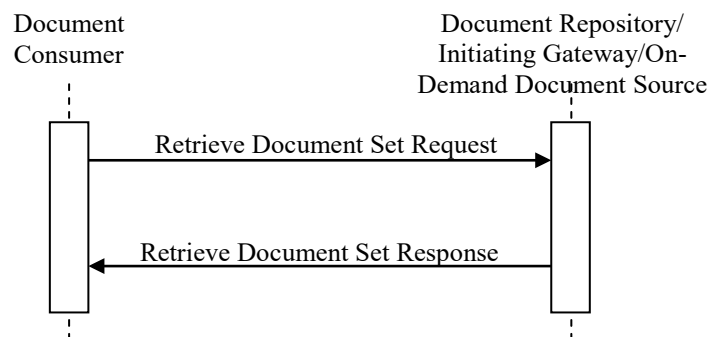 Document
Consumer
Document Repository/
Initiating Gateway/On-
Demand Document Source
Retrieve Document Set Request
Retrieve Document Set Response